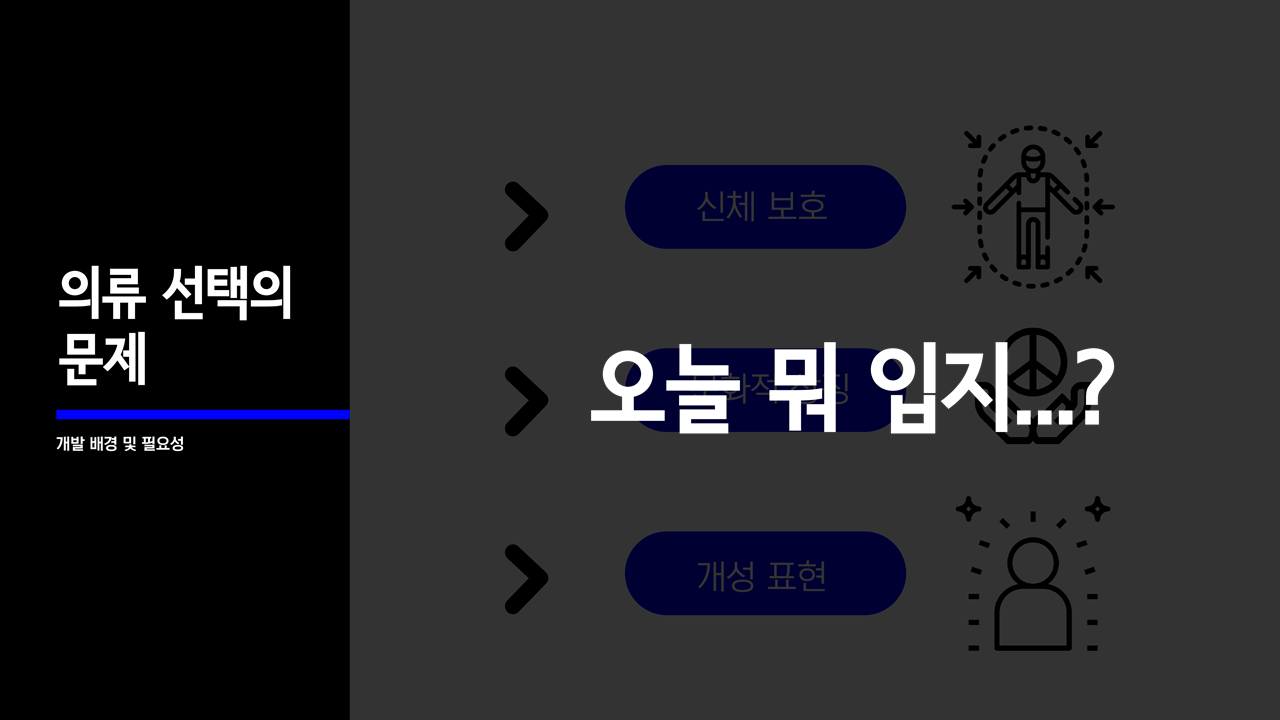 의류 선택의
문제
개발 배경 및 필요성
신체 보호
오늘 뭐 입지...?
개성 표현